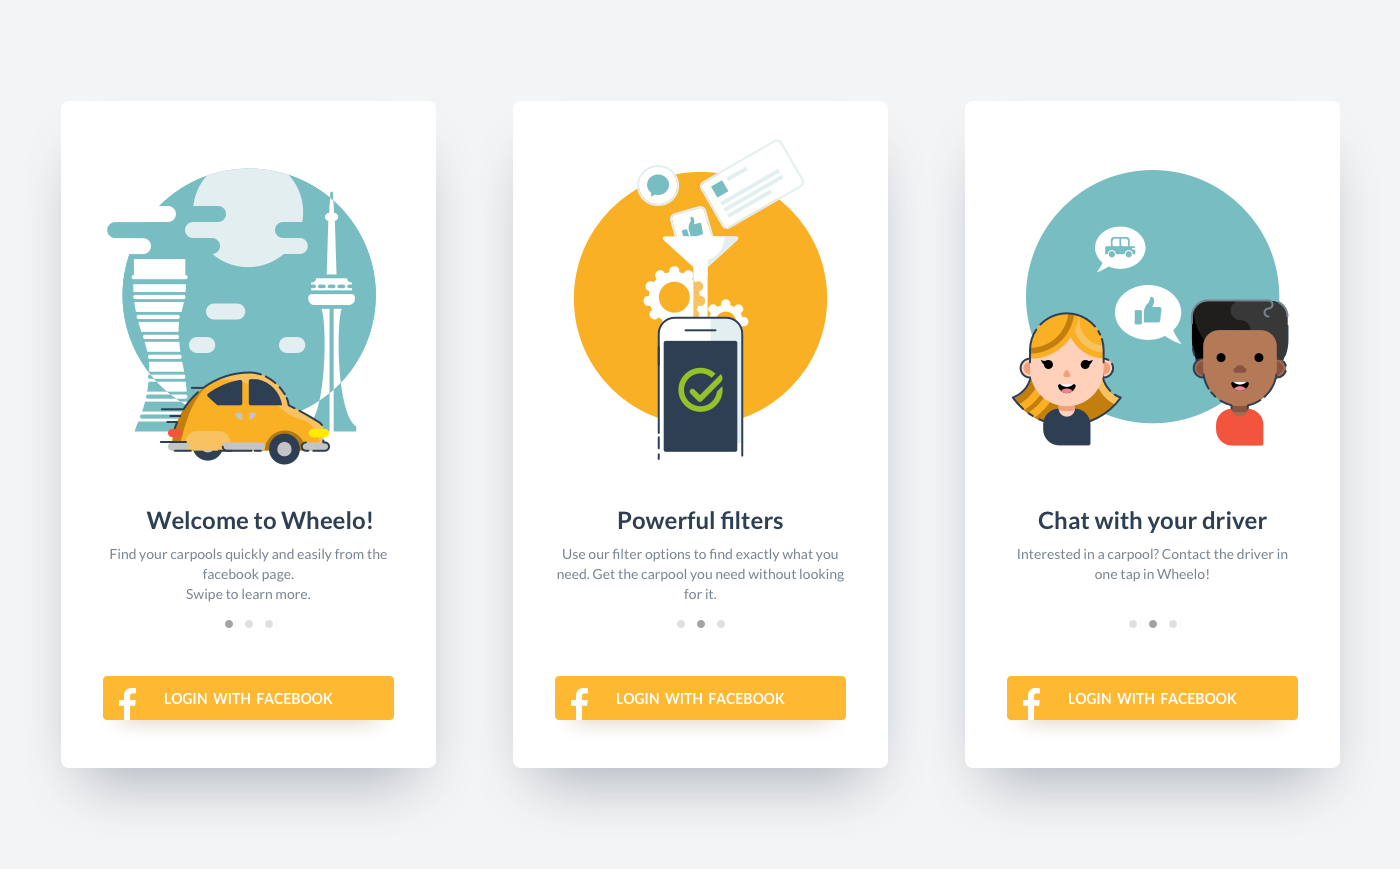 Welcome to Wheelo!
Find your carpools quickly and easily from the
facebook page.
Swipe to learn more.
LOGIN WITH FACEBOOK
Powerful filters
Use our filter options to find exactly what you
need. Get the carpool you need without looking
for it.
LOGIN WITH FACEBOOK
Chat with your driver
Interested in a carpool? Contact the driver in
one tap in Wheelo!
LOGIN WITH FACEBOOK